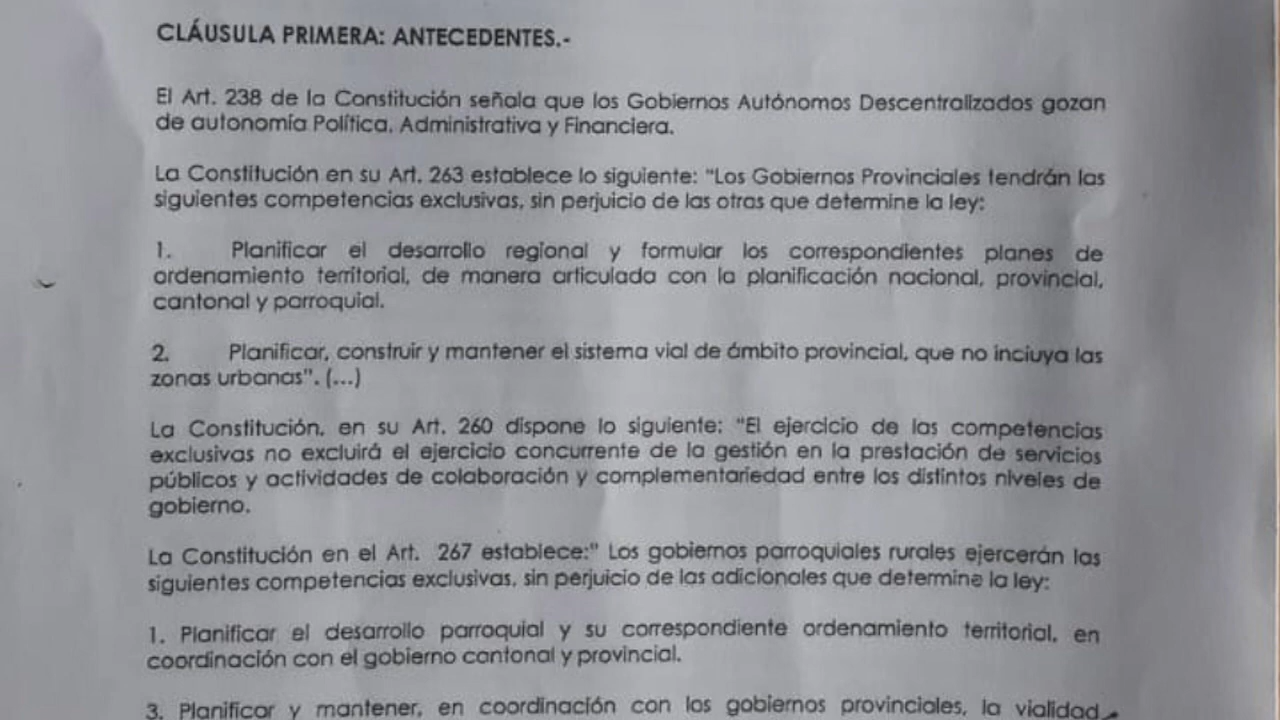 CLÁUSULA PRIMERA: ANTECEDENTES.-
El Art. 238 de la Constitución señala que los Gobiernos Autónomos Descentralizados gozan
de autonomía Política, Administrativa y Financiera.
La Constitución en su Art. 263 establece lo siguiente: "Los Gobiernos Provinciales tendrán las
siguientes competencias exclusivas, sin perjuicio de las otras que determine la ley:
1. Planificar el desarrollo regional y formular los correspondientes planes de
ordenamiento territorial, de manera articulada con la planificación nacional, provincial,
cantonal y parroquial.
2. Planificar, construir y mantener el sistema vial de ámbito provincial, que no incluya las
zonas urbanas". (...)
La Constitución, en su Art. 260 dispone lo siguiente: "El ejercicio de las competencias
exclusivas no excluirá el ejercicio concurrente de la gestión en la prestación de servicios
públicos y actividades de colaboración y complementariedad entre los distintos niveles de
gobierno.
La Constitución en el Art. 267 establece:" Los gobiernos parroquiales rurales ejercerán las
siguientes competencias exclusivas, sin perjuicio de las adicionales que determine la ley:
1. Planificar el desarrollo parroquial y su correspondiente ordenamiento territorial, en
coordinación con el gobierno cantonal y provincial.
3. Planificar y mantener, en coordinación con los gobiernos provinciales, la vialidad